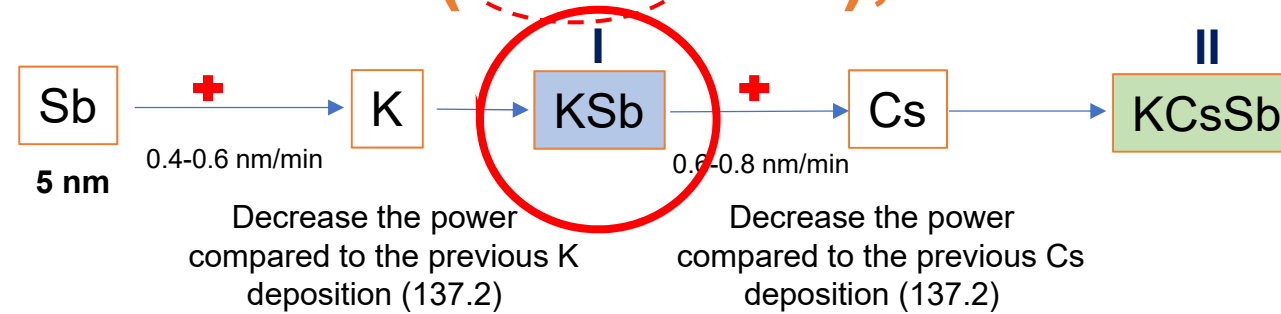 ( ),
I
II
Sb
+
K
KSb
+
Cs
KCsSb
0.4-0.6 nm/min
0.6-0.8 nm/min
5 nm
Decrease the power
compared to the previous K
deposition (137.2)
Decrease the power
compared to the previous Cs
deposition (137.2)